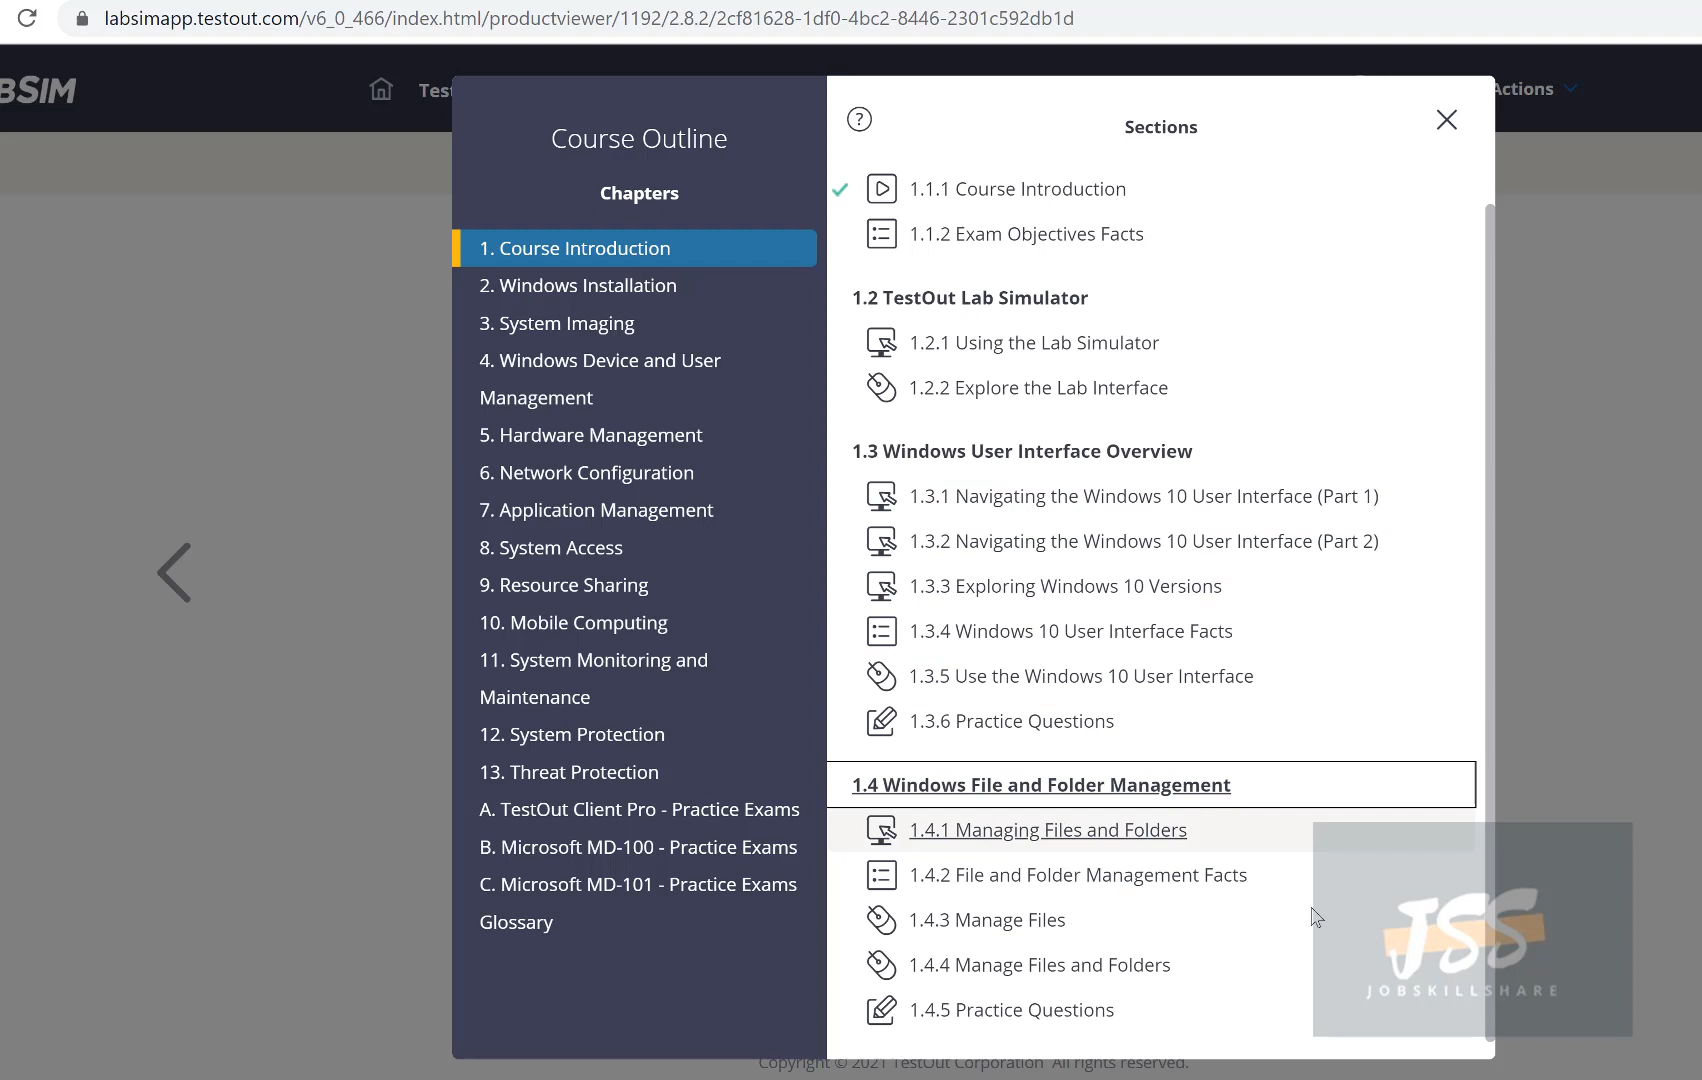 labsimapp.testout.com/v6_0_466/index.html/productviewer/1192/2.8.2/2cf81628-1df0-4bc2-8446-2301c592db1d
BSIM
Test
Actions
Course Outline
Chapters
1. Course Introduction
2. Windows Installation
3. System Imaging
4. Windows Device and User
Management
5. Hardware Management
6. Network Configuration
7. Application Management
8. System Access
9. Resource Sharing
10. Mobile Computing
11. System Monitoring and
Maintenance
12. System Protection
13. Threat Protection
A. TestOut Client Pro - Practice Exams
B. Microsoft MD-100 - Practice Exams
C. Microsoft MD-101 - Practice Exams
Glossary
?
Sections
1.1.1 Course Introduction
1.1.2 Exam Objectives Facts
1.2 TestOut Lab Simulator
1.2.1 Using the Lab Simulator
1.2.2 Explore the Lab Interface
1.3 Windows User Interface Overview
1.3.1 Navigating the Windows 10 User Interface (Part 1)
1.3.2 Navigating the Windows 10 User Interface (Part 2)
1.3.3 Exploring Windows 10 Versions
1.3.4 Windows 10 User Interface Facts
1.3.5 Use the Windows 10 User Interface
1.3.6 Practice Questions
1.4 Windows File and Folder Management
1.4.1 Managing Files and Folders
1.4.2 File and Folder Management Facts
1.4.3 Manage Files
1.4.4 Manage Files and Folders
1.4.5 Practice Questions
JSS
JOBSKILLSHARE
Copyright © 2021 TestOut Corporation All rights reserved.